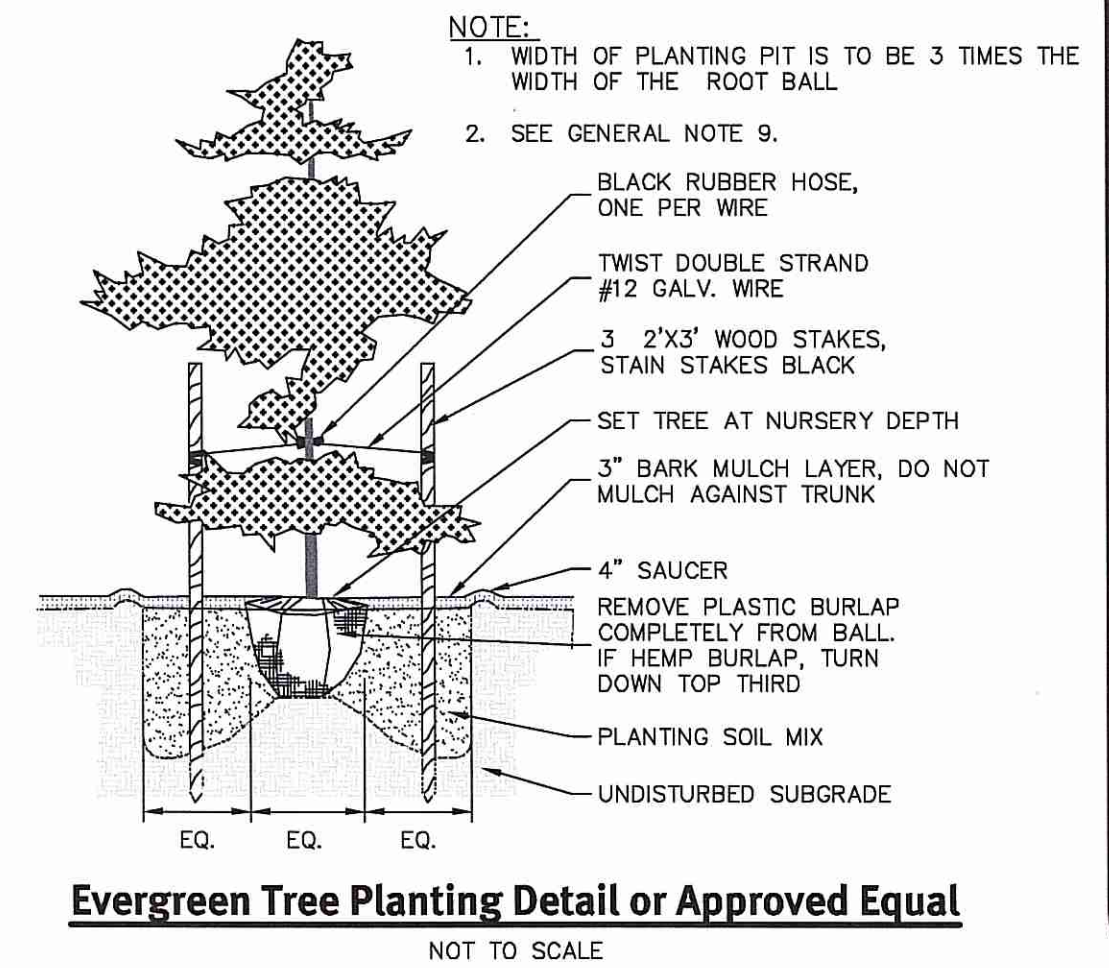 NOTE:
1. WIDTH OF PLANTING PIT IS TO BE 3 TIMES THE
WIDTH OF THE ROOT BALL
2. SEE GENERAL NOTE 9.
BLACK RUBBER HOSE,
ONE PER WIRE
TWIST DOUBLE STRAND
#12 GALV. WIRE
3 2'X3' WOOD STAKES,
STAIN STAKES BLACK
SET TREE AT NURSERY DEPTH
3" BARK MULCH LAYER, DO NOT
MULCH AGAINST TRUNK
4" SAUCER
REMOVE PLASTIC BURLAP
COMPLETELY FROM BALL.
IF HEMP BURLAP, TURN
DOWN TOP THIRD
PLANTING SOIL MIX
UNDISTURBED SUBGRADE
EQ. EQ. EQ.
Evergreen Tree Planting Detail or Approved Equal
NOT TO SCALE